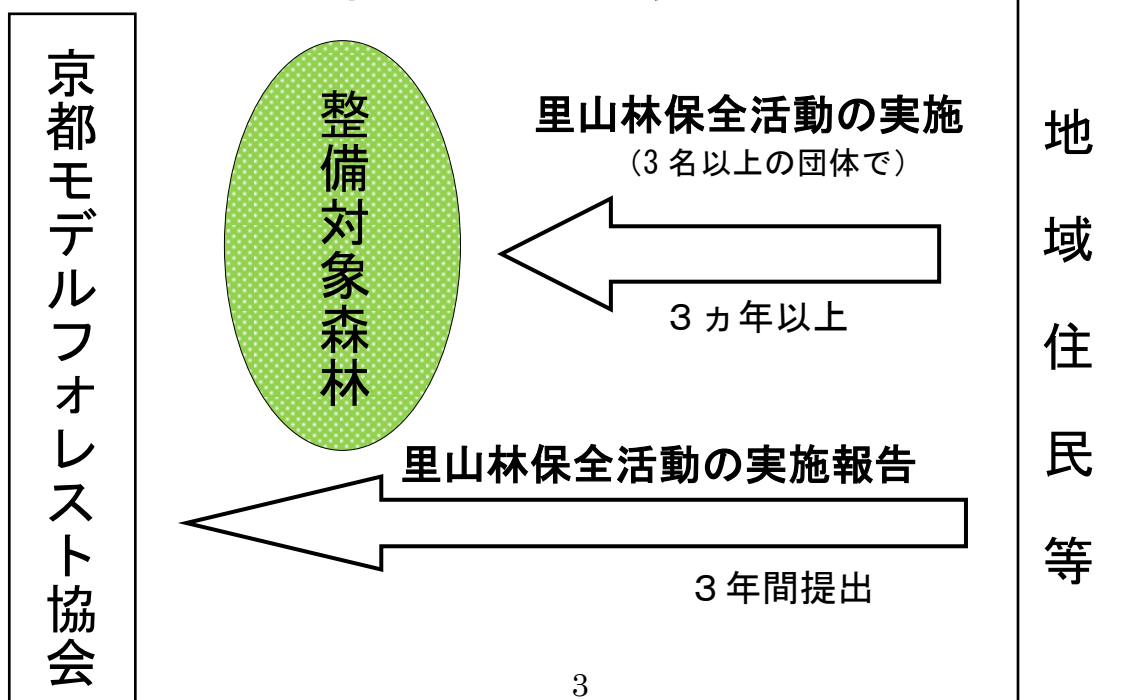 京都モデルフォレスト協会
整備対象森林
里山林保全活動の実施
（3 名以上の団体で）
３ヵ年以上
里山林保全活動の実施報告
３年間提出
地域住民等
3